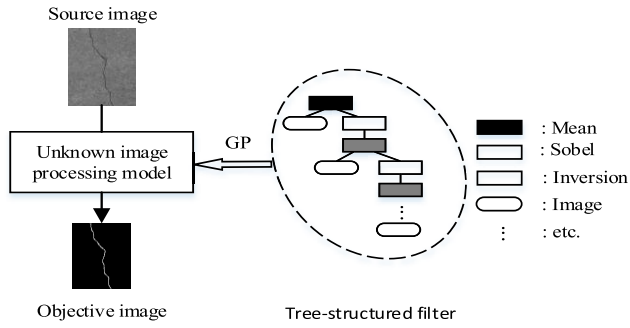 Source image
Unknown image
processing model
Objective image
GP
Tree-structured filter
: Mean
: Sobel
: Inversion
: Image
: etc.